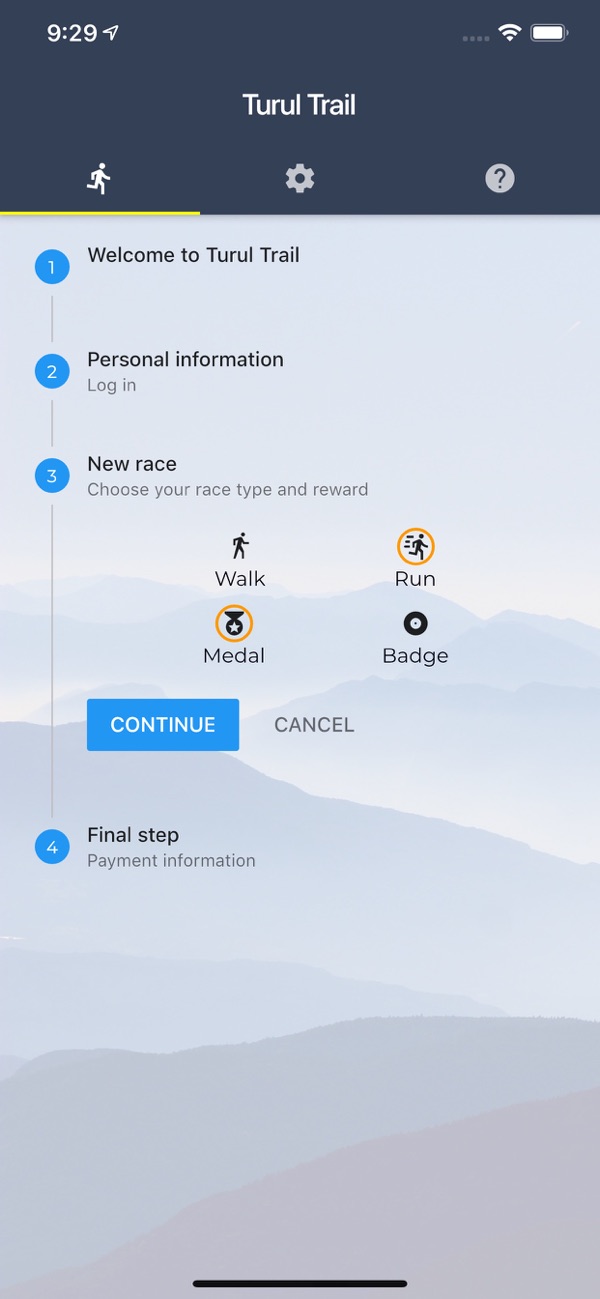 9:29
Turul Trail
1 Welcome to Turul Trail
2 Personal information
Log in
3 New race
Choose your race type and reward
Walk Run
Medal Badge
CONTINUE CANCEL
4 Final step
Payment information